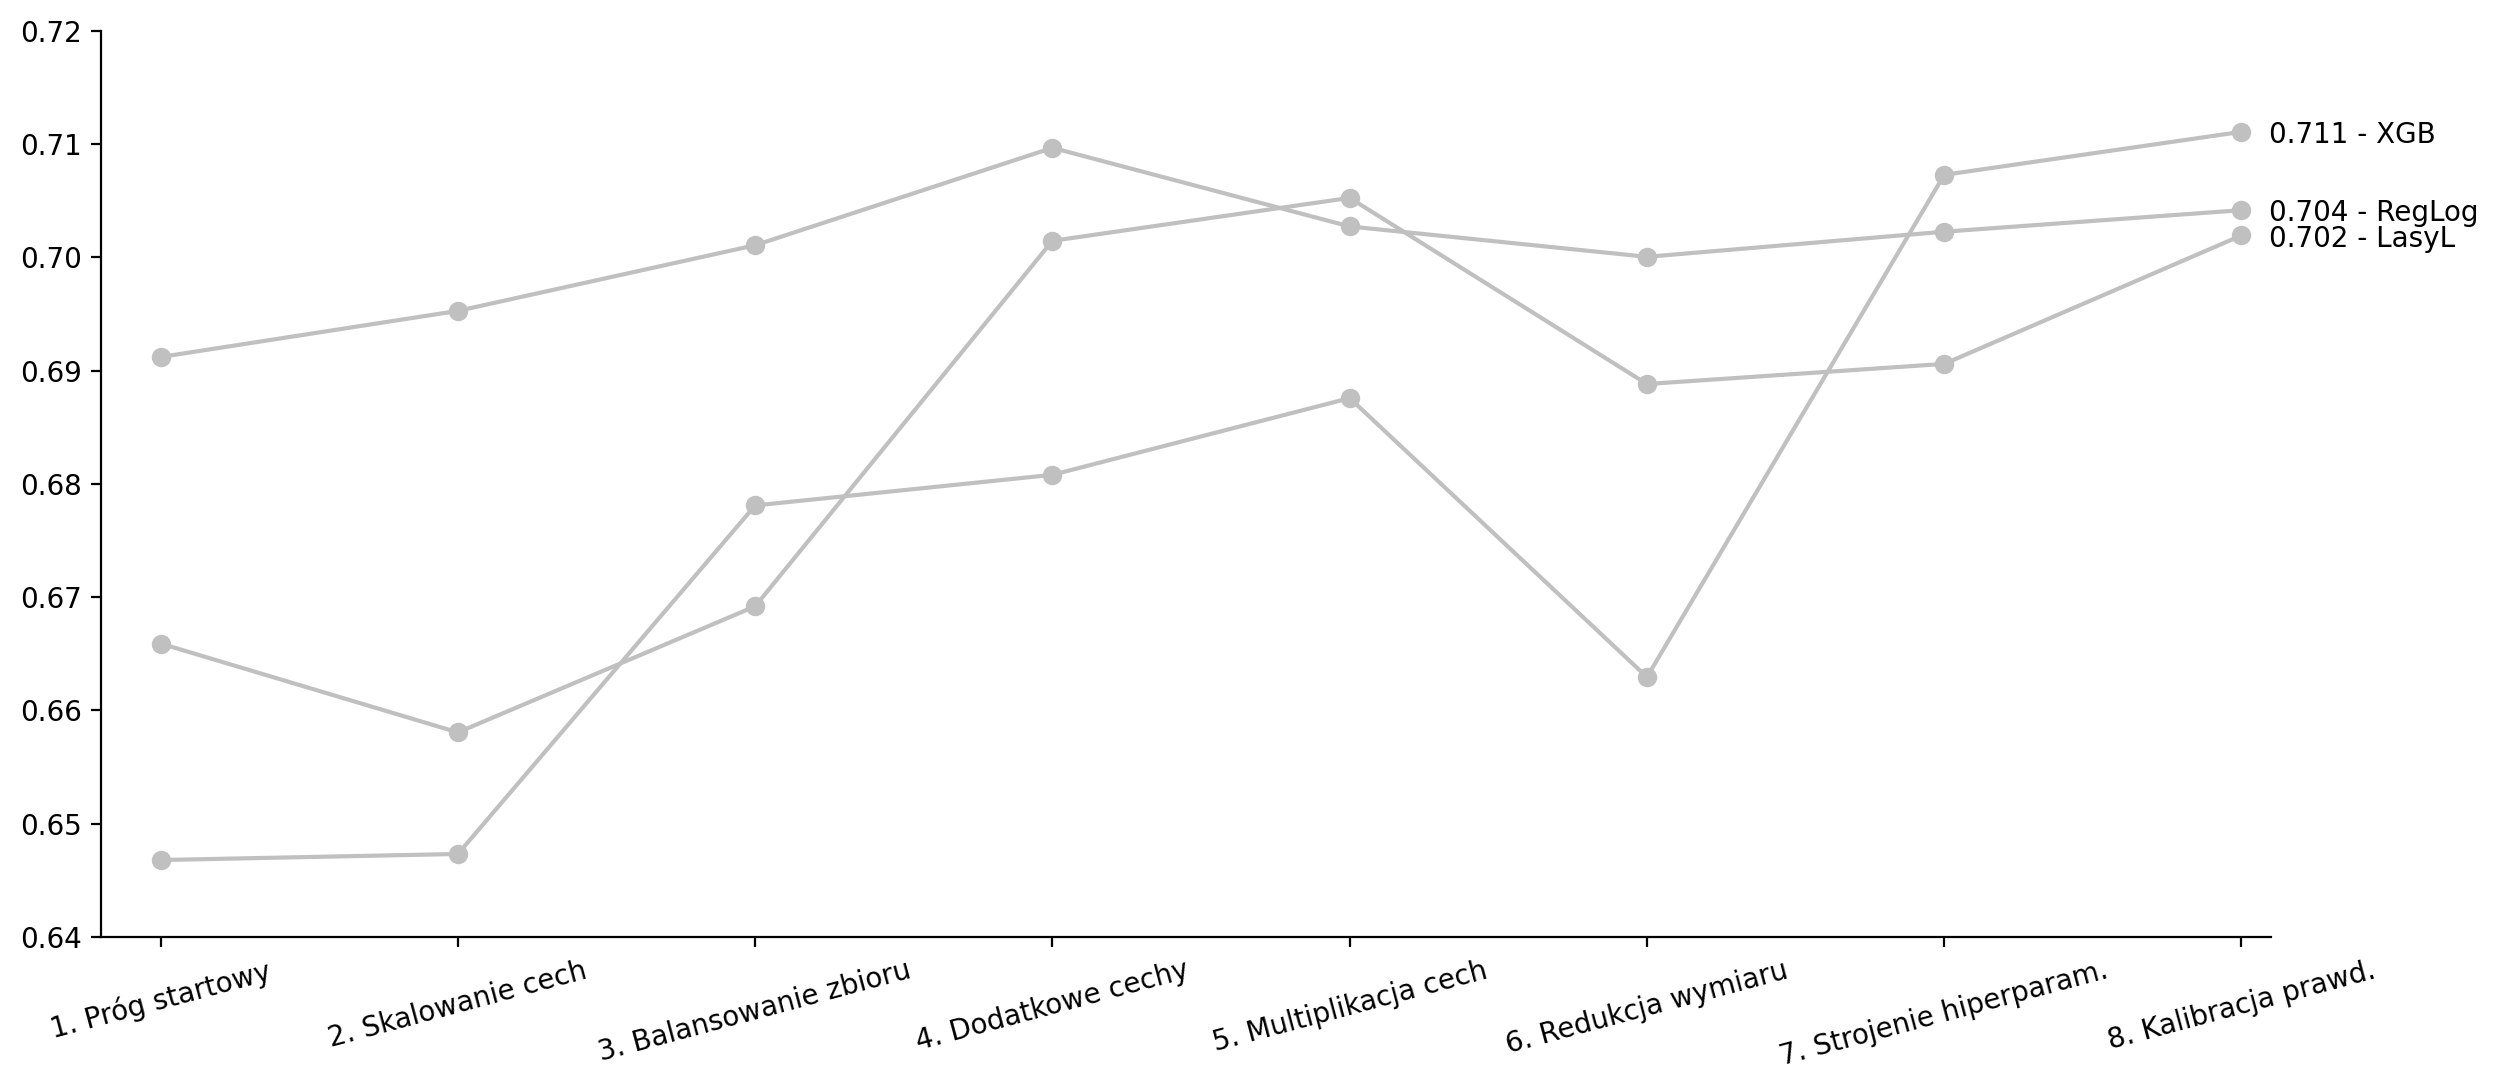 0.72
0.71
0.70
0.69
0.68
0.67
0.66
0.65
0.64
0.711 - XGB
0.704 - RegLog
0.702 - LasyL
1. Próg startowy
2. Skalowanie cech
3. Balansowanie zbioru
4. Dodatkowe cechy
5. Multiplikacja cech
6. Redukcja wymiaru
7. Strojenie hiperparam.
8. Kalibracja prawd.